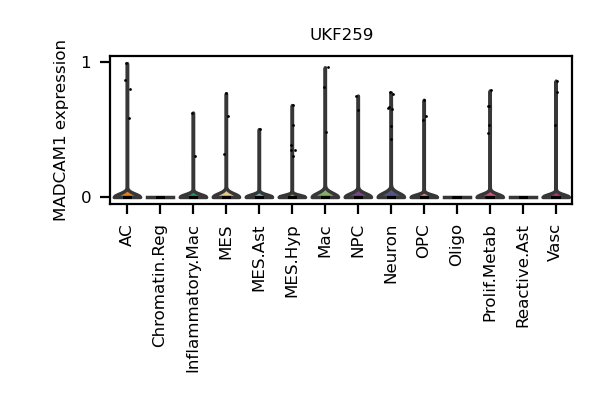 UKF259
MADCAM1 expression
1
0
AC
Chromatin.Reg
Inflammatory.Mac
MES
MES.Ast
MES.Hyp
Mac
NPC
Neuron
OPC
Oligo
Prolif.Metab
Reactive.Ast
Vasc